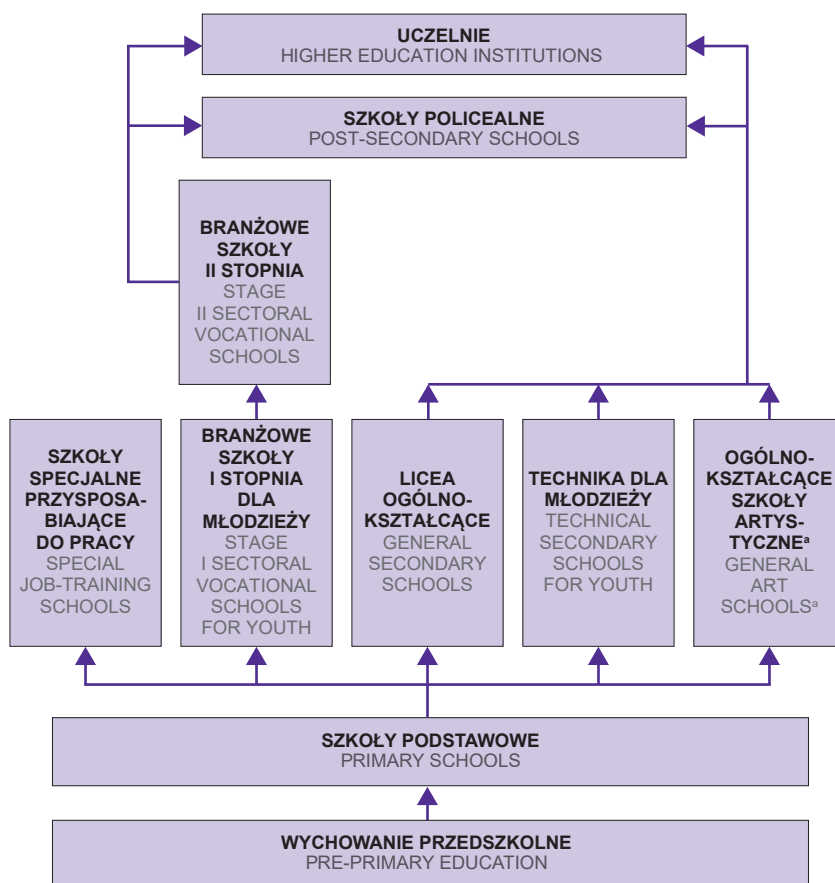 UCZELNIE
HIGHER EDUCATION INSTITUTIONS
SZKOŁY POLICEALNE
POST-SECONDARY SCHOOLS
BRANŻOWE
SZKOŁY
II STOPNIA
STAGE
II SECTORAL
VOCATIONAL
SCHOOLS
SZKOŁY
SPECJALNE
PRZYSPOSA-
BIAJĄCE
DO PRACY
SPECIAL
JOB-TRAINING
SCHOOLS
BRANŻOWE
SZKOŁY
I STOPNIA
DLA
MŁODZIEŻY
STAGE
I SECTORAL
VOCATIONAL
SCHOOLS
FOR YOUTH
LICEA
OGÓLNO-
KSZTAŁCĄCE
GENERAL
SECONDARY
SCHOOLS
TECHNIKA DLA
MŁODZIEŻY
TECHNICAL
SECONDARY
SCHOOLS
FOR YOUTH
OGÓLNO-
KSZTAŁCĄCE
SZKOŁY
ARTYS-
TYCZNEª
GENERAL
ART
SCHOOLSª
SZKOŁY PODSTAWOWE
PRIMARY SCHOOLS
WYCHOWANIE PRZEDSZKOLNE
PRE-PRIMARY EDUCATION